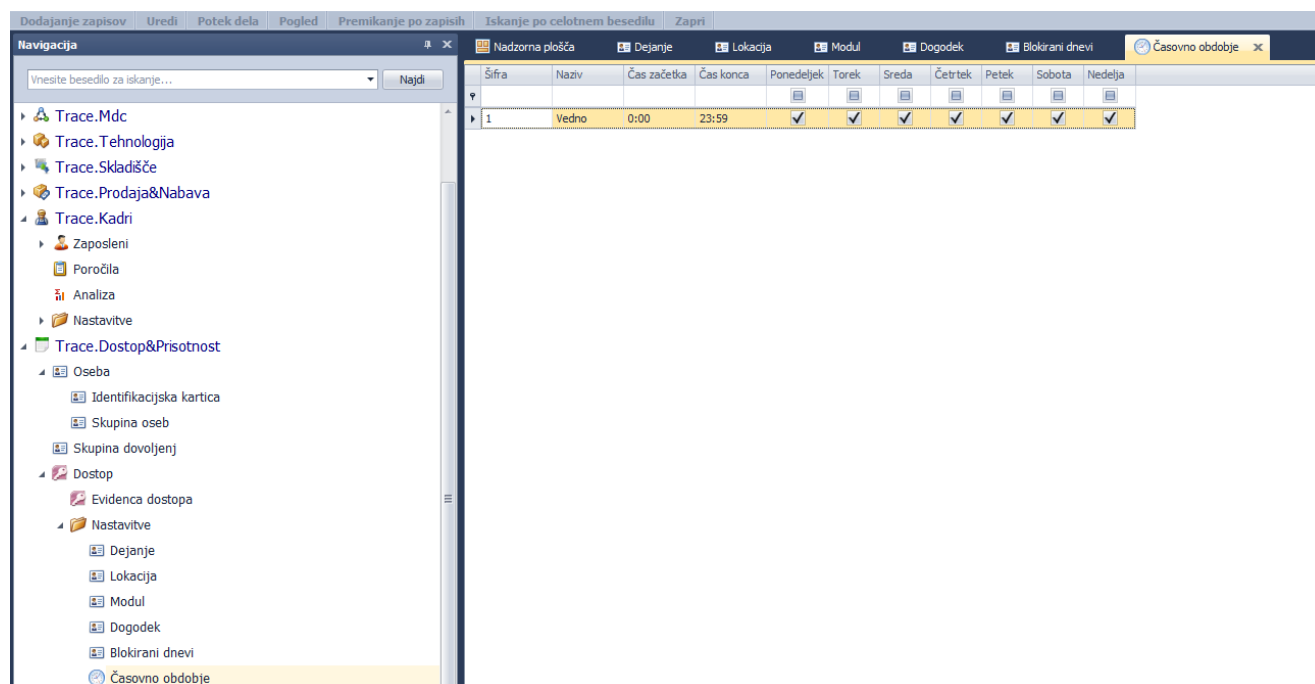 Dodajanje zapisov Uredi Potek dela Pogled Premikanje po zapisih Iskanje po celotnem besedilu Zapri
Navigacija
Vnesite besedilo za iskanje... Najdi
Trace.Mdc
Trace.Tehnologija
Trace.Skladišče
Trace.Prodaja&Nabava
Trace.Kadri
Zaposleni
Poročila
Analiza
Nastavitve
Trace.Dostop&Prisotnost
Oseba
Identifikacijska kartica
Skupina oseb
Skupina dovoljenj
Dostop
Evidenca dostopa
Nastavitve
Dejanje
Lokacija
Modul
Dogodek
Blokirani dnevi
Časovno obdobje
Nadzorna plošča Dejanje Lokacija Modul Dogodek Blokirani dnevi Časovno obdobje
Šifra Naziv Čas začetka Čas konca Ponedeljek Torek Sreda Četrtek Petek Sobota Nedelja
1 Vedno 0:00 23:59